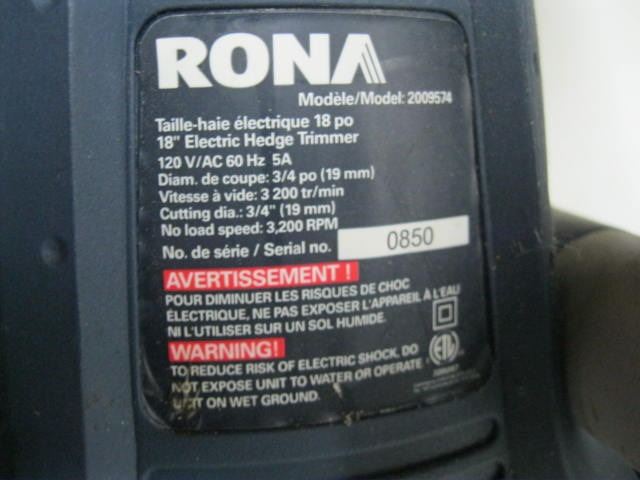 RONA
Modèle/Model: 2009574
Taille-haie électrique 18 po
18" Electric Hedge Trimmer
120 V/AC 60 Hz 5A
Diam. de coupe: 3/4 po (19 mm)
Vitesse à vide: 3 200 tr/min
Cutting dia.: 3/4" (19 mm)
No load speed: 3,200 RPM
No. de série / Serial no. 0850
AVERTISSEMENT !
POUR DIMINUER LES RISQUES DE CHOC
ÉLECTRIQUE, NE PAS EXPOSER L'APPAREIL À L'EAU
NI L'UTILISER SUR UN SOL HUMIDE.
WARNING!
TO REDUCE RISK OF ELECTRIC SHOCK, DO
NOT EXPOSE UNIT TO WATER OR OPERATE
UNIT ON WET GROUND.
ETL